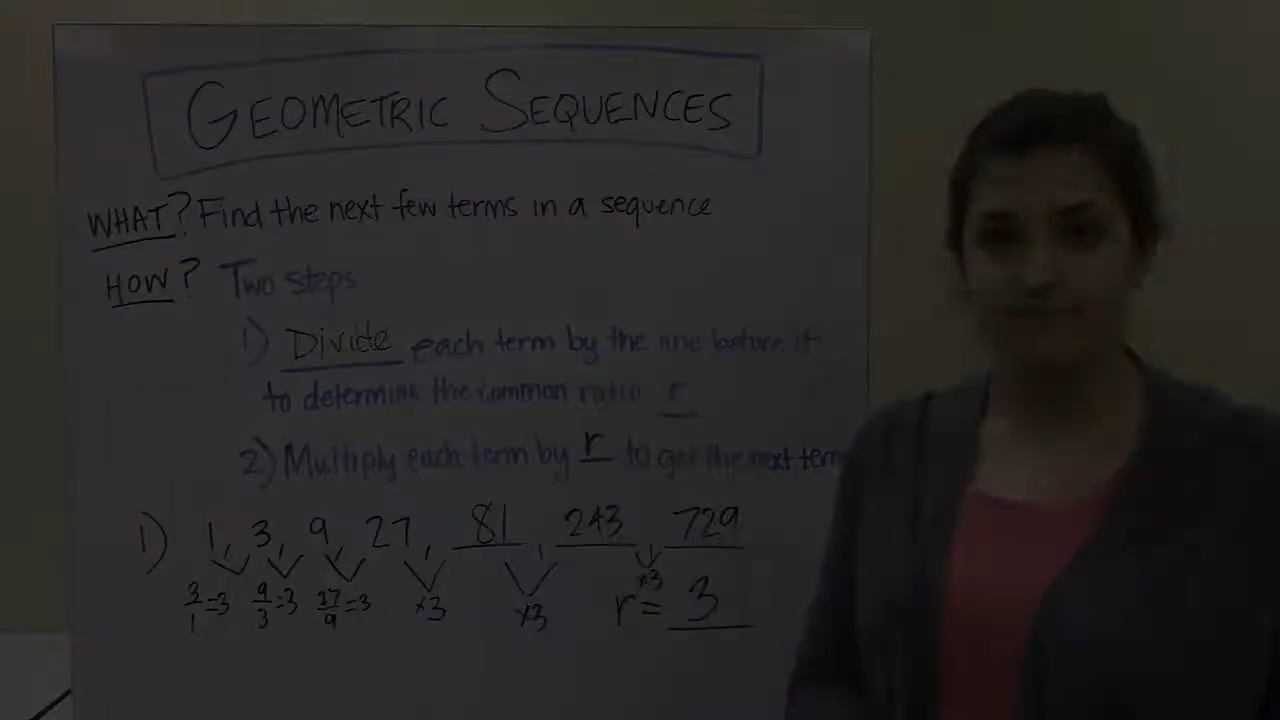 GEOMETRIC SEQUENCES
WHAT? Find the next few terms in a sequence
HOW? Two steps
1) Divide each term by the one before it
to determine the common ratio r
2) Multiply each term by r to get the next term
1) 1, 3, 9, 27, 81, 243 729
3/1=3 9/3=3 27/9=3 ×3 ×3 ×3
r= 3